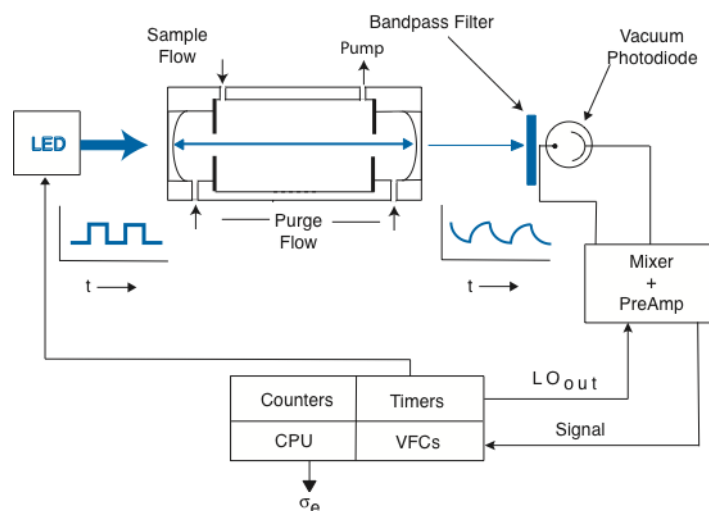 Bandpass Filter
Sample
Flow
Pump
Vacuum
Photodiode
LED
Purge
Flow
t
t
Mixer
+
PreAmp
LOout
Counters
Timers
CPU
VFCs
Signal
σe